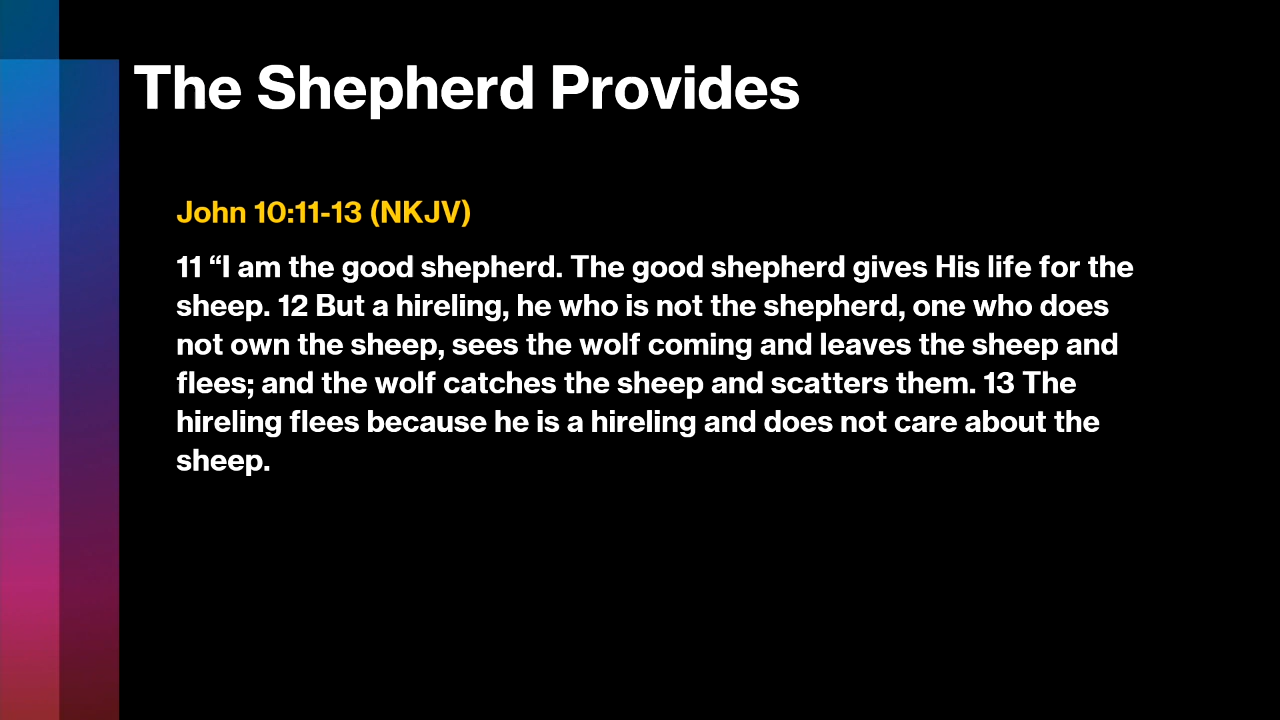 The Shepherd Provides
John 10:11-13 (NKJV)
11 “I am the good shepherd. The good shepherd gives His life for the
sheep. 12 But a hireling, he who is not the shepherd, one who does
not own the sheep, sees the wolf coming and leaves the sheep and
flees; and the wolf catches the sheep and scatters them. 13 The
hireling flees because he is a hireling and does not care about the
sheep.